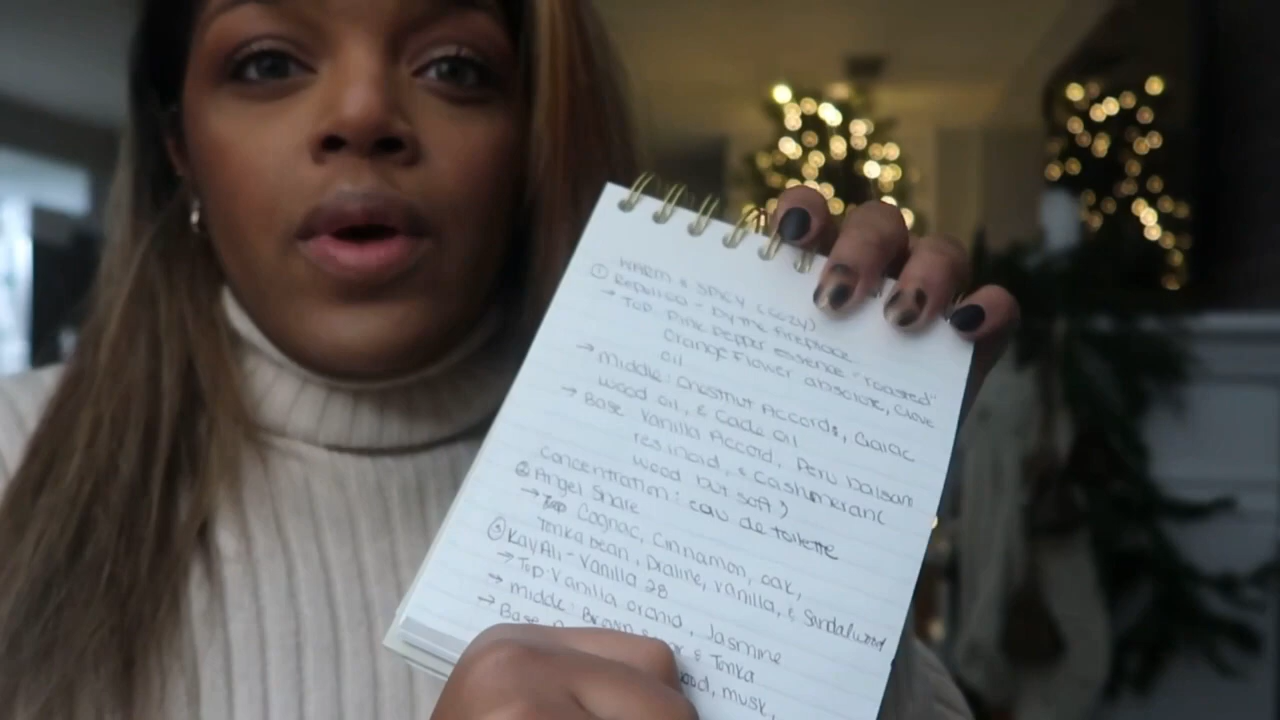 WARM & SPICY (COZY)
① Replica - By the Fireplace
→ Top: Pink Pepper essence "roasted"
Orange Flower absolute, Clove
oil
→ Middle: Chestnut Accords, Gaiac
Wood oil, & Cade oil
→ Base Vanilla Accord, Peru Balsam
resinoid, & Cashmeran(
wood but soft)
Concentration: eau de toilette
② Angel Share
→ Top Cognac, Cinnamon, oak,
Tonka bean, Praline, vanilla, & Sandalwood
③ KayAli - Vanilla 28
→ Top: Vanilla orchid, Jasmine
→ middle: Brown & Tonka
→ Base musk,